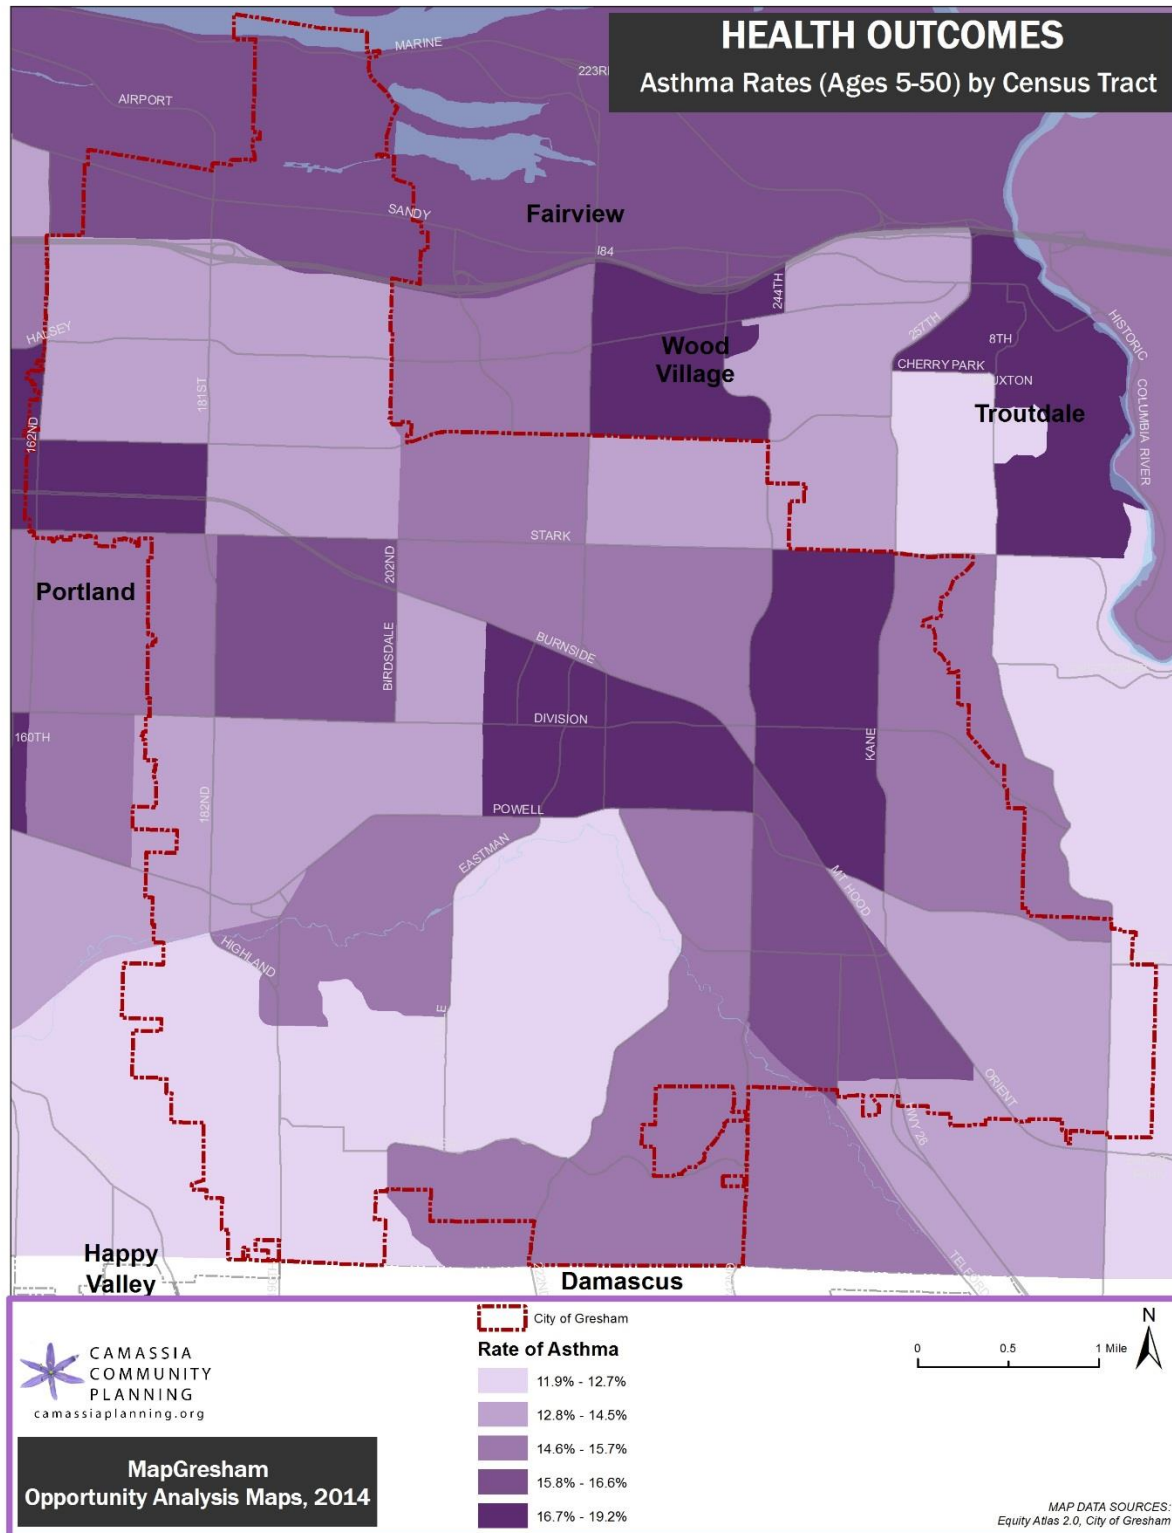 HEALTH OUTCOMES
Asthma Rates (Ages 5-50) by Census Tract
MARINE
223R
AIRPORT
SANDY
Fairview
I84
244TH
HALSEY
Wood
Village
257TH
8TH
HISTORIC
COLUMBIA RIVER
CHERRY PARK
UXTON
Troutdale
181ST
162ND
STARK
202ND
Portland
BIRDSDALE
BURNSIDE
DIVISION
160TH
KANE
182ND
POWELL
EASTMAN
MT HOOD
HIGHLAND
E
ORIENT
HWY 26
TELFORD
Happy
Valley
Damascus
CAMASSIA
COMMUNITY
PLANNING
camassiaplanning.org
MapGresham
Opportunity Analysis Maps, 2014
City of Gresham
Rate of Asthma
11.9% - 12.7%
12.8% - 14.5%
14.6% - 15.7%
15.8% - 16.6%
16.7% - 19.2%
0 0.5 1 Mile
N
MAP DATA SOURCES:
Equity Atlas 2.0, City of Gresham